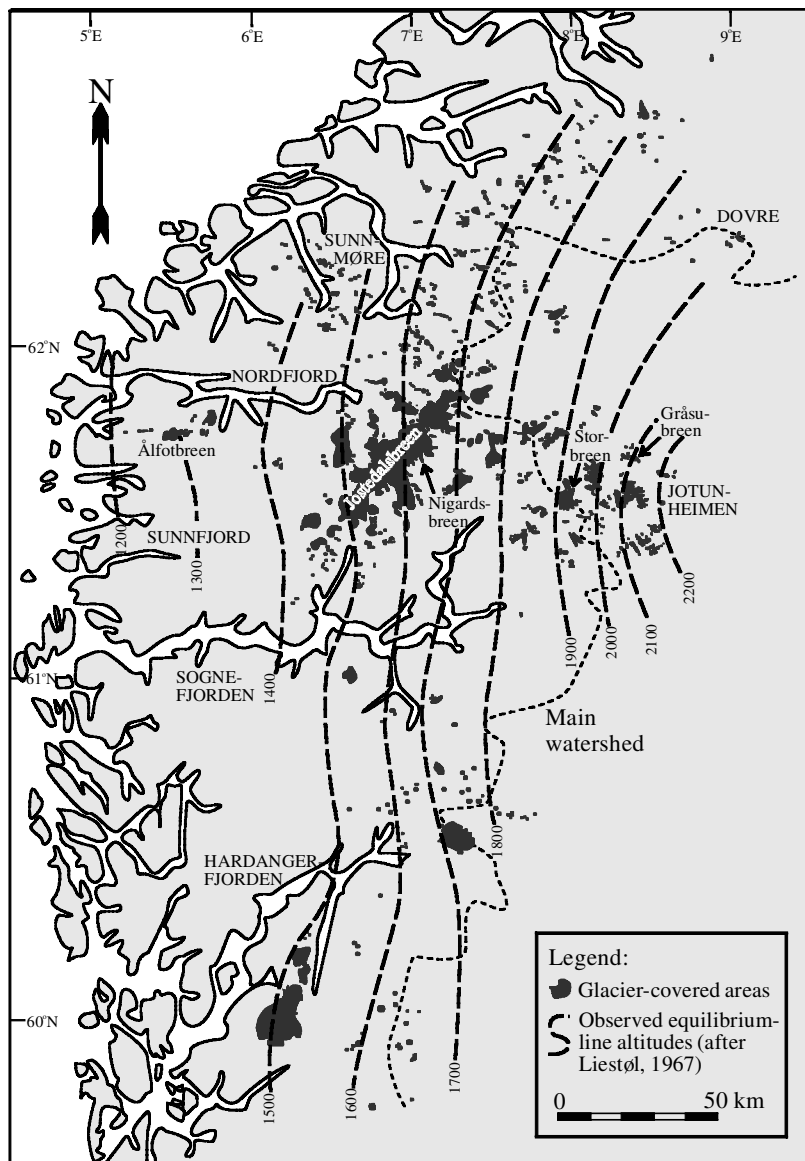 5°E
6°E
7°E
8°E
9°E
N
DOVRE
SUNN-
MØRE
62°N
NORDFJORD
Ålfotbreen
Jostedalsbreen
Nigards-
breen
Stor-
breen
Gråsu-
breen
JOTUN-
HEIMEN
SUNNFJORD
1200
1300
2200
2100
2000
1900
SOGNE-
FJORDEN
61°N
1400
Main
watershed
1800
HARDANGER-
FJORDEN
60°N
1500
1600
1700
Legend:
Glacier-covered areas
Observed equilibrium-
line altitudes (after
Liestøl, 1967)
0
50 km